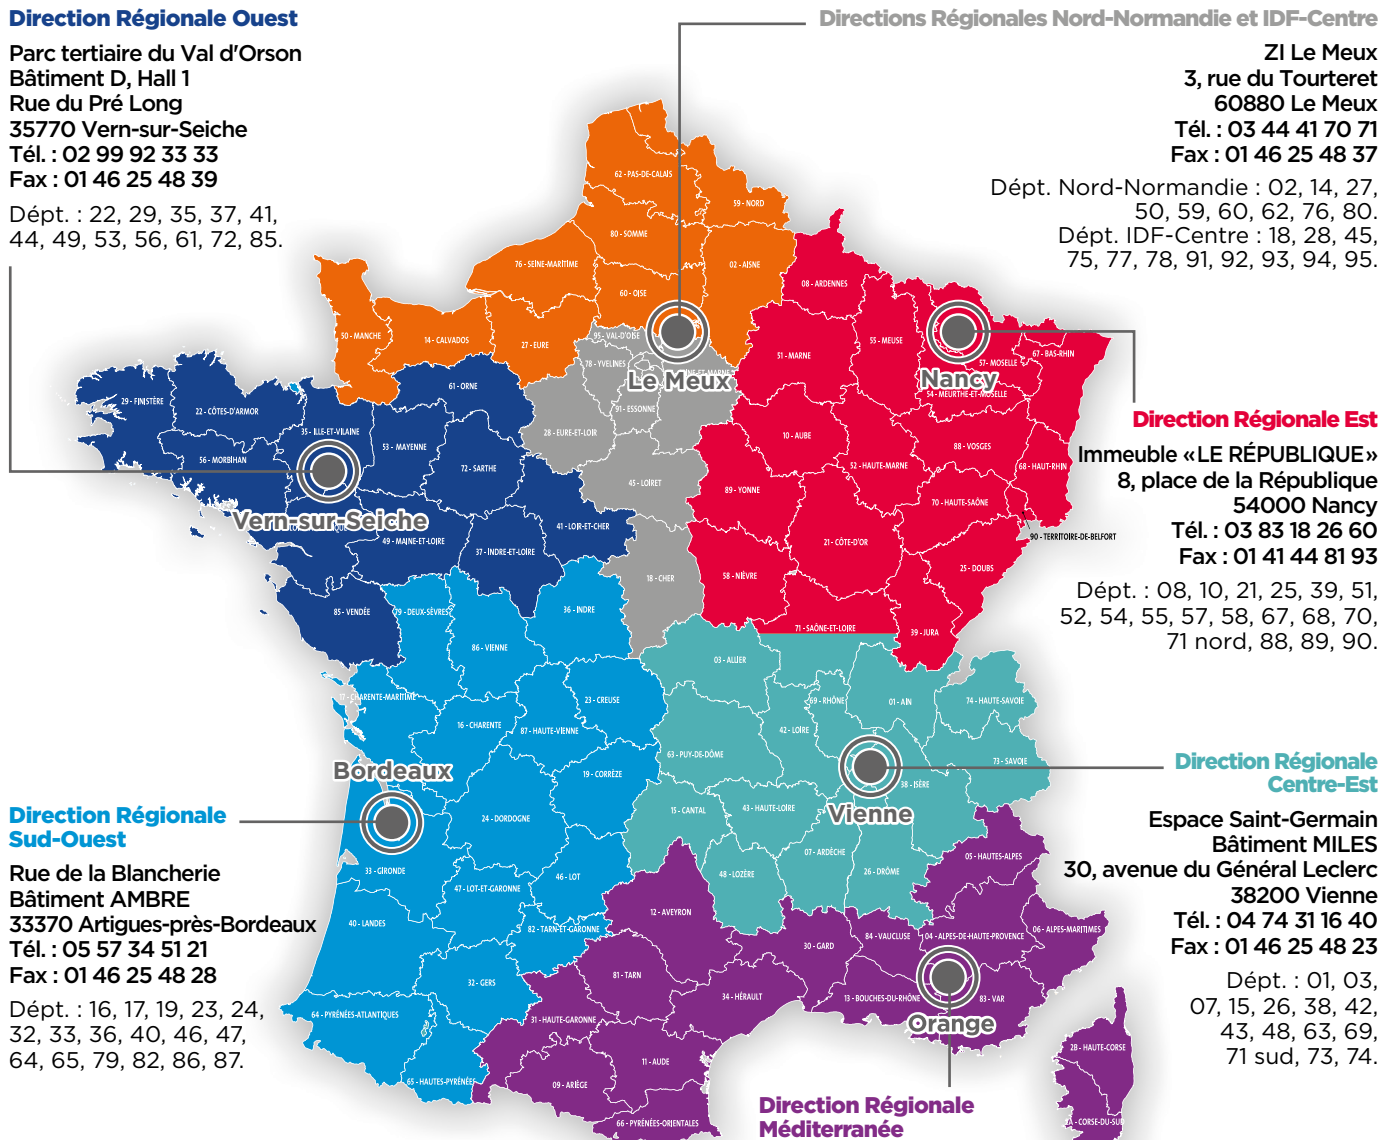 Direction Régionale Ouest
Parc tertiaire du Val d'Orson
Bâtiment D, Hall 1
Rue du Pré Long
35770 Vern-sur-Seiche
Tél. : 02 99 92 33 33
Fax : 01 46 25 48 39
Dépt. : 22, 29, 35, 37, 41,
44, 49, 53, 56, 61, 72, 85.
Directions Régionales Nord-Normandie et IDF-Centre
ZI Le Meux
3, rue du Tourteret
60880 Le Meux
Tél. : 03 44 41 70 71
Fax : 01 46 25 48 37
Dépt. Nord-Normandie : 02, 14, 27,
50, 59, 60, 62, 76, 80.
Dépt. IDF-Centre : 18, 28, 45,
75, 77, 78, 91, 92, 93, 94, 95.
62 - PAS-DE-CALAIS
59 - NORD
80 - SOMME
76 - SEINE-MARITIME
02 - AISNE
60 - OISE
08 - ARDENNES
50 - MANCHE
14 - CALVADOS
27 - EURE
95 - VAL-D'OISE
78 - YVELINES
Le Meux
91 - ESSONNE
28 - EURE-ET-LOIR
45 - LOIRET
18 - CHER
51 - MARNE
55 - MEUSE
57 - MOSELLE
67 - BAS-RHIN
Nancy
54 - MEURTHE-ET-MOSELLE
10 - AUBE
88 - VOSGES
52 - HAUTE-MARNE
68 - HAUT-RHIN
89 - YONNE
70 - HAUTE-SAÔNE
90 - TERRITOIRE-DE-BELFORT
21 - CÔTE-D'OR
25 - DOUBS
58 - NIÈVRE
71 - SAÔNE-ET-LOIRE
39 - JURA
29 - FINISTÈRE
22 - CÔTES-D'ARMOR
61 - ORNE
35 - ILLE-ET-VILAINE
53 - MAYENNE
56 - MORBIHAN
72 - SARTHE
Vern-sur-Seiche
41 - LOIR-ET-CHER
49 - MAINE-ET-LOIRE
37 - INDRE-ET-LOIRE
85 - VENDÉE
Direction Régionale Est
Immeuble «LE RÉPUBLIQUE»
8, place de la République
54000 Nancy
Tél. : 03 83 18 26 60
Fax : 01 41 44 81 93
Dépt. : 08, 10, 21, 25, 39, 51,
52, 54, 55, 57, 58, 67, 68, 70,
71 nord, 88, 89, 90.
79 - DEUX-SÈVRES
36 - INDRE
86 - VIENNE
17 - CHARENTE-MARITIME
23 - CREUSE
16 - CHARENTE
87 - HAUTE-VIENNE
19 - CORRÈZE
Bordeaux
24 - DORDOGNE
33 - GIRONDE
47 - LOT-ET-GARONNE
46 - LOT
40 - LANDES
82 - TARN-ET-GARONNE
32 - GERS
64 - PYRÉNÉES-ATLANTIQUES
65 - HAUTES-PYRÉNÉES
03 - ALLIER
69 - RHÔNE
01 - AIN
74 - HAUTE-SAVOIE
42 - LOIRE
63 - PUY-DE-DÔME
73 - SAVOIE
38 - ISÈRE
15 - CANTAL
43 - HAUTE-LOIRE
Vienne
07 - ARDÈCHE
48 - LOZÈRE
26 - DRÔME
05 - HAUTES-ALPES
12 - AVEYRON
30 - GARD
84 - VAUCLUSE
04 - ALPES-DE-HAUTE-PROVENCE
06 - ALPES-MARITIMES
81 - TARN
34 - HÉRAULT
13 - BOUCHES-DU-RHÔNE
83 - VAR
Orange
31 - HAUTE-GARONNE
11 - AUDE
09 - ARIÈGE
66 - PYRÉNÉES-ORIENTALES
2B - HAUTE-CORSE
2A - CORSE-DU-SUD
Direction Régionale
Sud-Ouest
Rue de la Blancherie
Bâtiment AMBRE
33370 Artigues-près-Bordeaux
Tél. : 05 57 34 51 21
Fax : 01 46 25 48 28
Dépt. : 16, 17, 19, 23, 24,
32, 33, 36, 40, 46, 47,
64, 65, 79, 82, 86, 87.
Direction Régionale
Centre-Est
Espace Saint-Germain
Bâtiment MILES
30, avenue du Général Leclerc
38200 Vienne
Tél. : 04 74 31 16 40
Fax : 01 46 25 48 23
Dépt. : 01, 03,
07, 15, 26, 38, 42,
43, 48, 63, 69,
71 sud, 73, 74.
Direction Régionale
Méditerranée